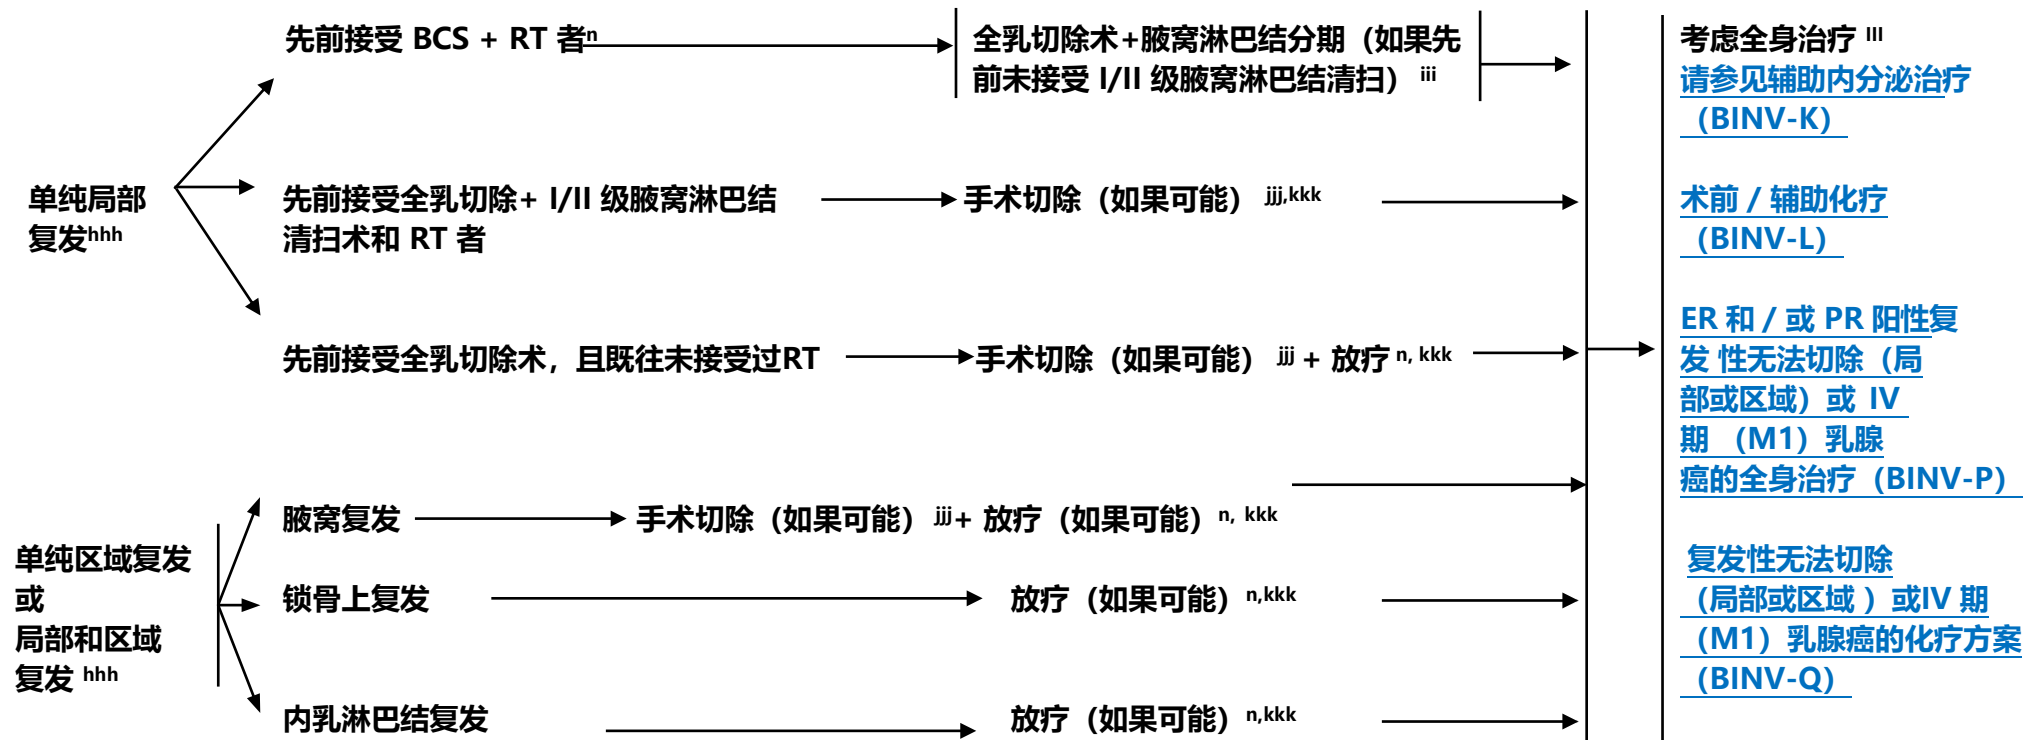 先前接受 BCS + RT 者n
全乳切除术+腋窝淋巴结分期（如果先
前未接受 I/II 级腋窝淋巴结清扫） iii
单纯局部
复发hhh
先前接受全乳切除+ I/II 级腋窝淋巴结
清扫术和 RT 者
手术切除（如果可能） jjj,kkk
先前接受全乳切除术，且既往未接受过RT
手术切除（如果可能） jjj + 放疗 n, kkk
单纯区域复发
或
局部和区域
复发 hhh
腋窝复发
手术切除（如果可能） jjj+ 放疗（如果可能） n, kkk
锁骨上复发
放疗（如果可能） n,kkk
内乳淋巴结复发
放疗（如果可能） n,kkk
考虑全身治疗 lll
请参见辅助内分泌治疗
（BINV-K）
术前 / 辅助化疗
（BINV-L）
ER 和 / 或 PR 阳性复
发 性无法切除（局
部或区域）或 IV
期 （M1）乳腺
癌的全身治疗（BINV-P）
复发性无法切除
（局部或区域 ）或IV 期
（M1）乳腺癌的化疗方案
（BINV-Q）